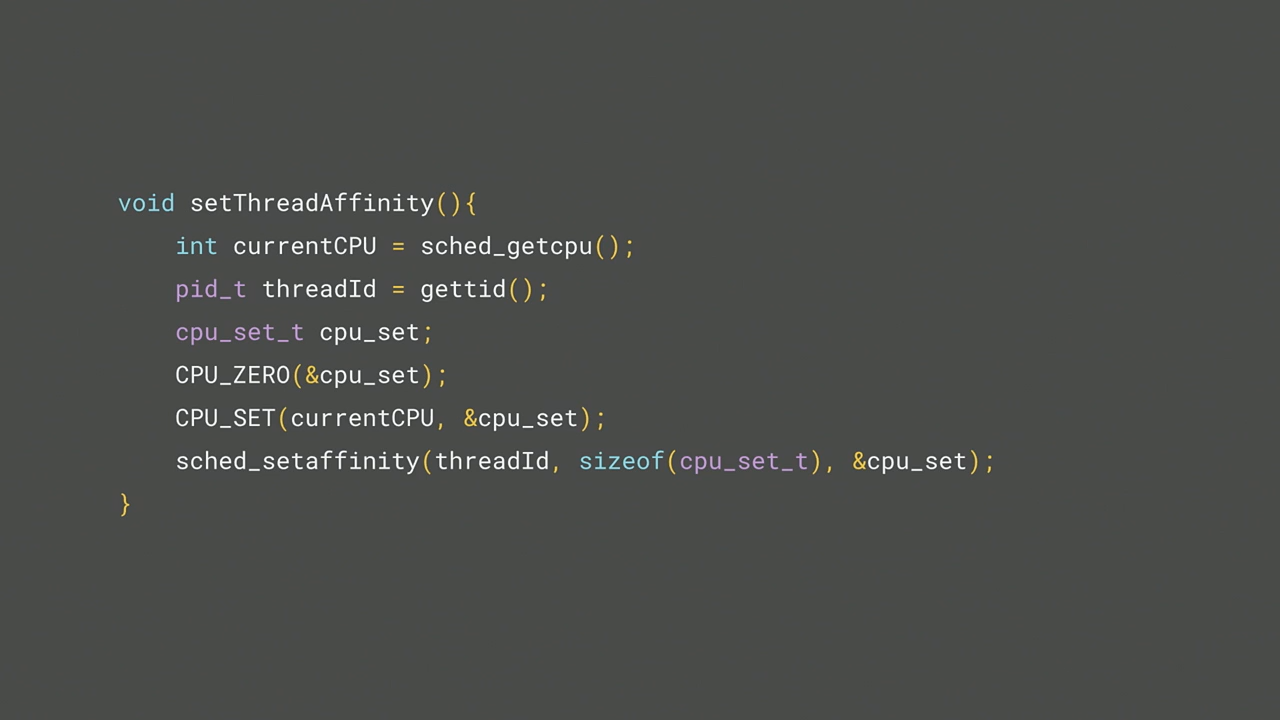 void setThreadAffinity(){
    int currentCPU = sched_getcpu();
    pid_t threadId = gettid();
    cpu_set_t cpu_set;
    CPU_ZERO(&cpu_set);
    CPU_SET(currentCPU, &cpu_set);
    sched_setaffinity(threadId, sizeof(cpu_set_t), &cpu_set);
}